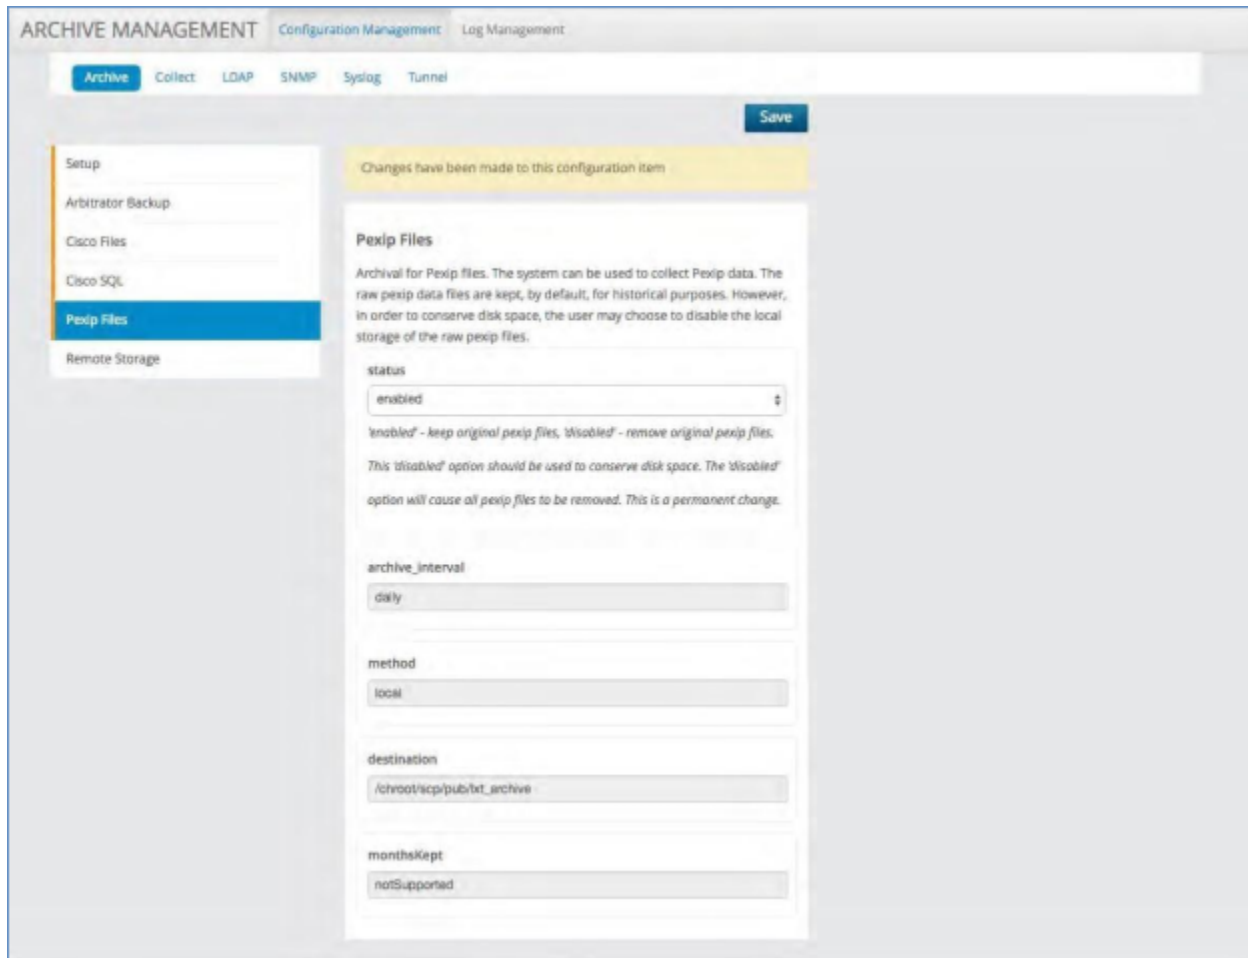 ARCHIVE MANAGEMENT Configuration Management Log Management
Archive Collect LDAP SNMP Syslog Tunnel
Save
Setup
Arbitrator Backup
Cisco Files
Cisco SQL
Pexip Files
Remote Storage
Changes have been made to this configuration item
Pexip Files
Archival for Pexip files. The system can be used to collect Pexip data. The
raw pexip data files are kept, by default, for historical purposes. However,
in order to conserve disk space, the user may choose to disable the local
storage of the raw pexip files.
status
enabled
'enabled' - keep original pexip files, 'disabled' - remove original pexip files.
This 'disabled' option should be used to conserve disk space. The 'disabled'
option will cause all pexip files to be removed. This is a permanent change.
archive_interval
daily
method
local
destination
/chroot/scp/pub/txt_archive
monthsKept
notSupported